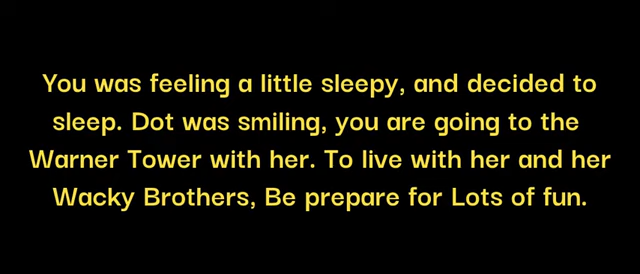 You was feeling a little sleepy, and decided to
sleep. Dot was smiling, you are going to the
Warner Tower with her. To live with her and her
Wacky Brothers, Be prepare for Lots of fun.